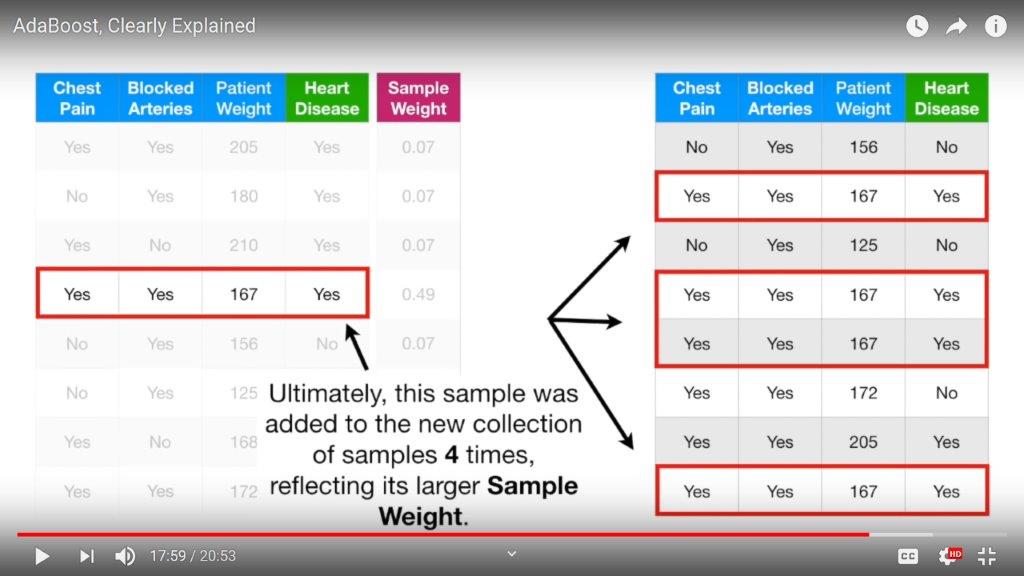 AdaBoost, Clearly Explained
Chest Pain Blocked Arteries Patient Weight Heart Disease Sample Weight
Yes Yes 205 Yes 0.07
No Yes 180 Yes 0.07
Yes No 210 Yes 0.07
Yes Yes 167 Yes 0.49
No Yes 156 No 0.07
No Yes 125
Yes No 168
Yes Yes 172
Ultimately, this sample was
added to the new collection
of samples 4 times,
reflecting its larger Sample
Weight.
Chest Pain Blocked Arteries Patient Weight Heart Disease
No Yes 156 No
Yes Yes 167 Yes
No Yes 125 No
Yes Yes 167 Yes
Yes Yes 167 Yes
Yes Yes 172 No
Yes Yes 205 Yes
Yes Yes 167 Yes
17:59 / 20:53
CC HD